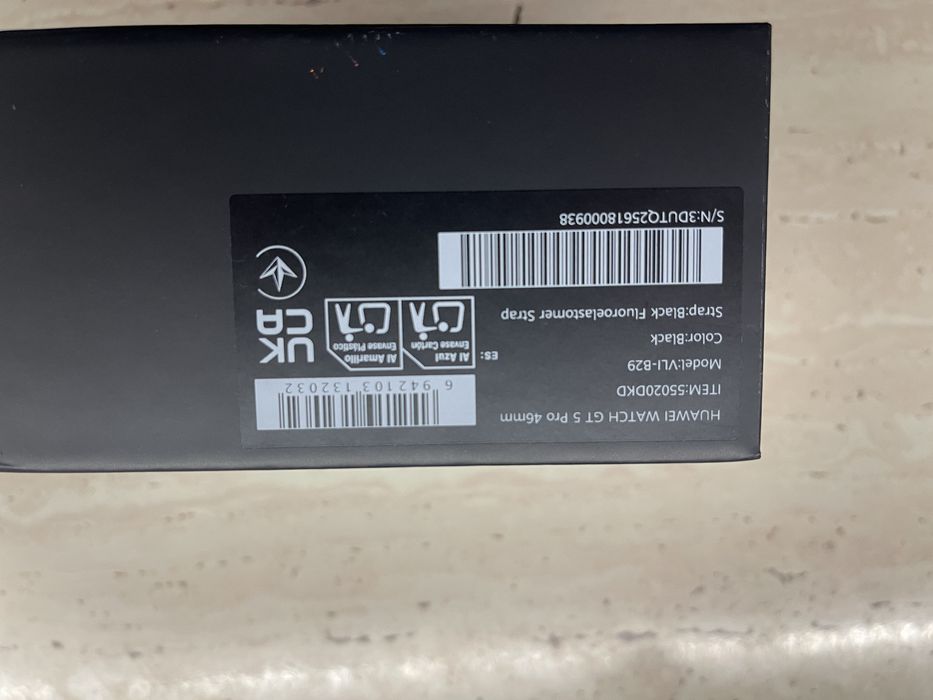 HUAWEI WATCH GT 5 Pro 46mm
ITEM:55020DKD
Model:VLI-B29
Color:Black
Strap:Black Fluoroelastomer Strap
S/N:3DUTQ25618000938
6 942103 132032
ES:
Al Azul
Envase Cartón
Al Amarillo
Envase Plástico
UK
CA